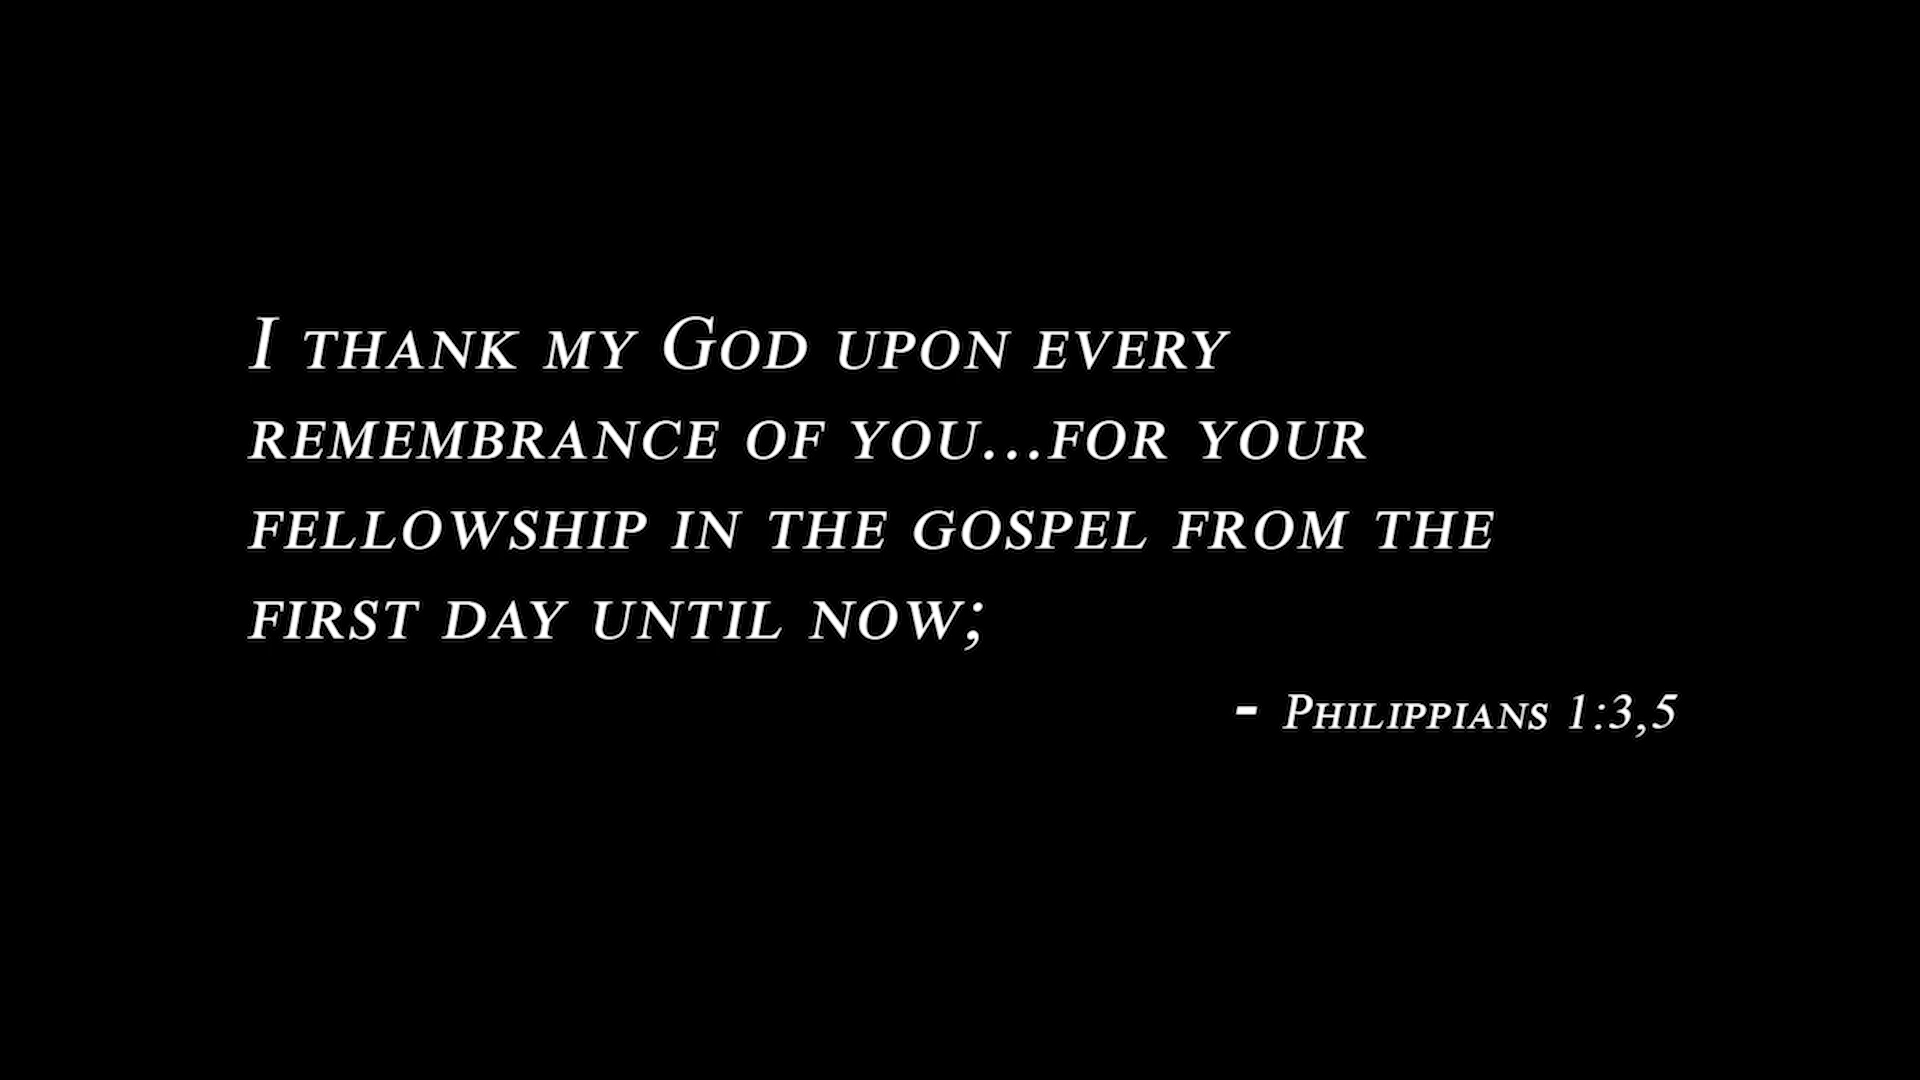 I thank my God upon every
remembrance of you...for your
fellowship in the gospel from the
first day until now;
- Philippians 1:3,5